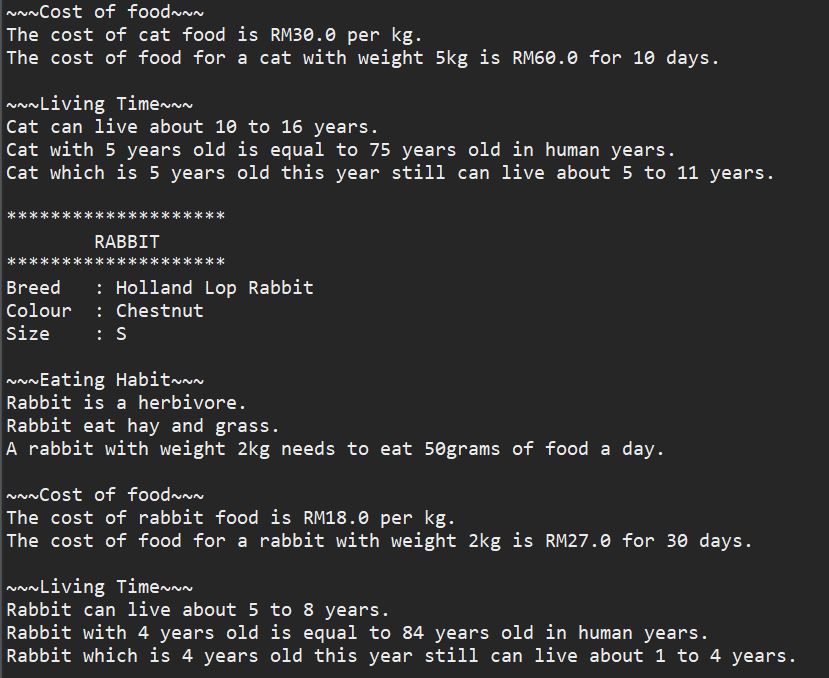 ~~~Cost of food~~~
The cost of cat food is RM30.0 per kg.
The cost of food for a cat with weight 5kg is RM60.0 for 10 days.
~~~Living Time~~~
Cat can live about 10 to 16 years.
Cat with 5 years old is equal to 75 years old in human years.
Cat which is 5 years old this year still can live about 5 to 11 years.
********************
RABBIT
********************
Breed   : Holland Lop Rabbit
Colour  : Chestnut
Size    : S
~~~Eating Habit~~~
Rabbit is a herbivore.
Rabbit eat hay and grass.
A rabbit with weight 2kg needs to eat 50grams of food a day.
~~~Cost of food~~~
The cost of rabbit food is RM18.0 per kg.
The cost of food for a rabbit with weight 2kg is RM27.0 for 30 days.
~~~Living Time~~~
Rabbit can live about 5 to 8 years.
Rabbit with 4 years old is equal to 84 years old in human years.
Rabbit which is 4 years old this year still can live about 1 to 4 years.